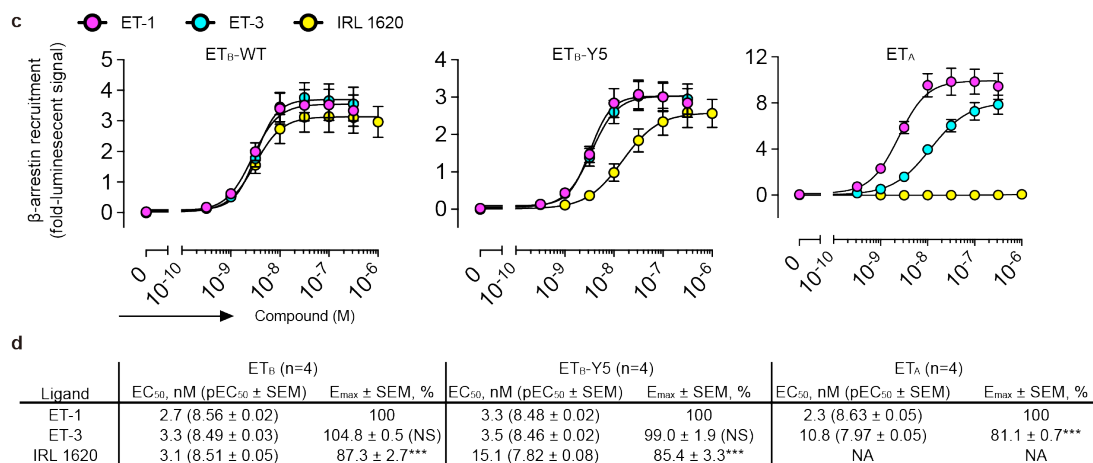 c ET-1 ET-3 IRL 1620
ETB-WT ETB-Y5 ETA
β-arrestin recruitment
(fold-luminescent signal)
5
4
3
2
1
0
4
3
2
1
0
12
8
4
0
0 10-10 10-9 10-8 10-7 10-6
0 10-10 10-9 10-8 10-7 10-6
0 10-10 10-9 10-8 10-7 10-6
Compound (M)
d
ETB (n=4) ETB-Y5 (n=4) ETA (n=4)
Ligand EC50, nM (pEC50 ± SEM) Emax ± SEM, % EC50, nM (pEC50 ± SEM) Emax ± SEM, % EC50, nM (pEC50 ± SEM) Emax ± SEM, %
ET-1 2.7 (8.56 ± 0.02) 100 3.3 (8.48 ± 0.02) 100 2.3 (8.63 ± 0.05) 100
ET-3 3.3 (8.49 ± 0.03) 104.8 ± 0.5 (NS) 3.5 (8.46 ± 0.02) 99.0 ± 1.9 (NS) 10.8 (7.97 ± 0.05) 81.1 ± 0.7***
IRL 1620 3.1 (8.51 ± 0.05) 87.3 ± 2.7*** 15.1 (7.82 ± 0.08) 85.4 ± 3.3*** NA NA